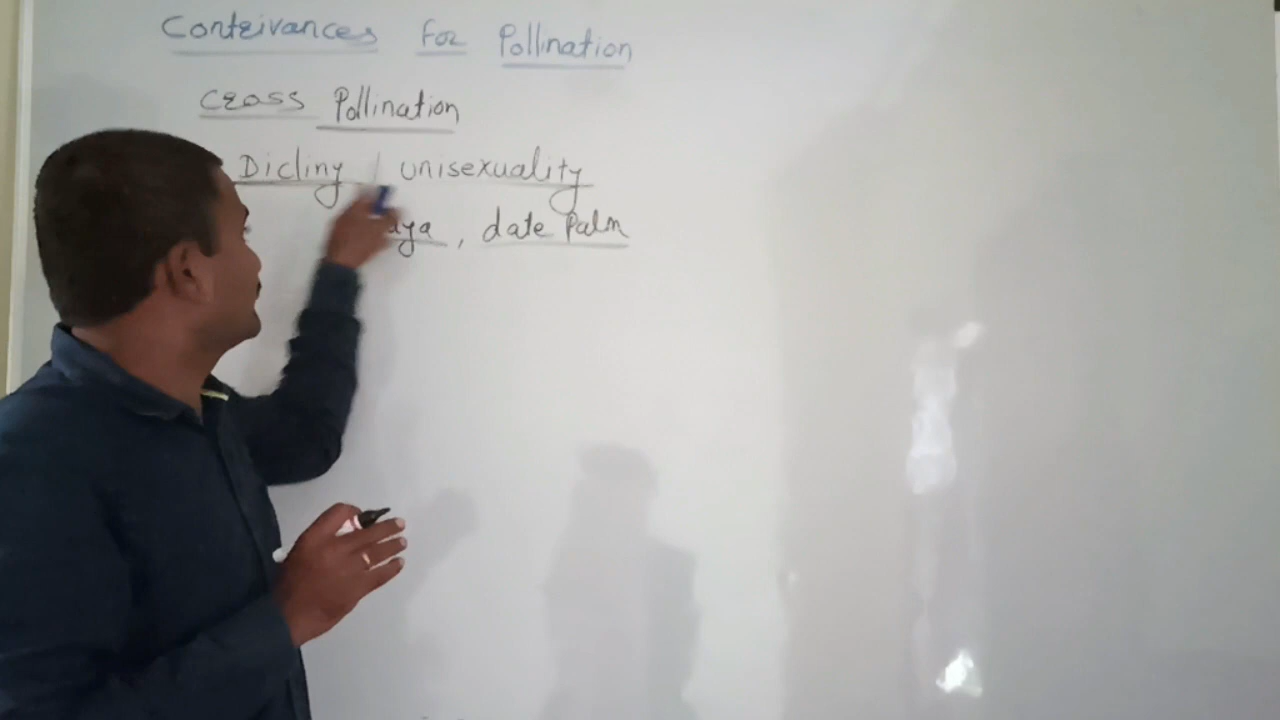 Contrivances for Pollination
Cross Pollination
Dicliny / unisexuality
aya, date Palm